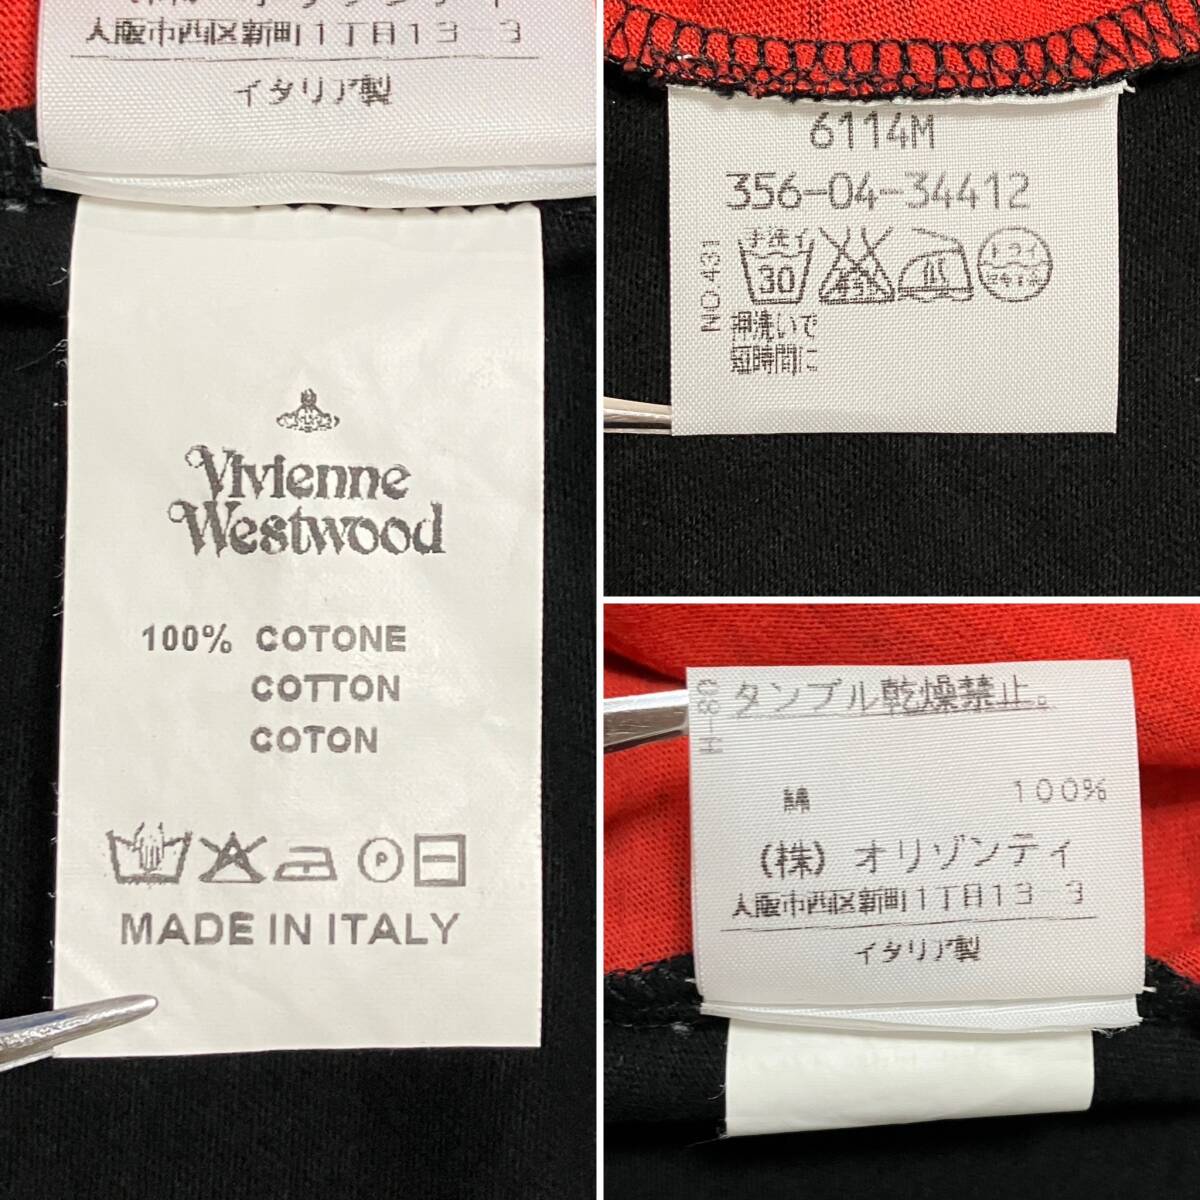 大阪市西区新町1丁目13-3
イタリア製
Vivienne
Westwood
100% COTONE
COTTON
COTON
P
MADE IN ITALY
6114M
356-04-34412
NO.431
手洗イ
30
押洗いで
短時間に
H-80
タンブル乾燥禁止。
綿 100%
(株) オリゾンティ
大阪市西区新町1丁目13-3
イタリア製